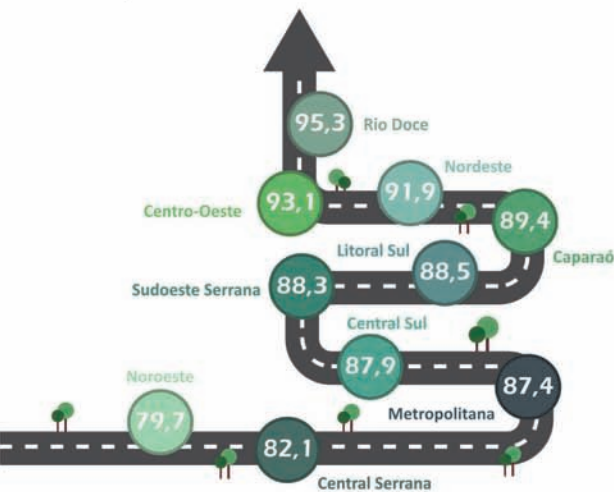 95,3 Rio Doce
Nordeste
Centro-Oeste 93,1 91,9 89,4
Caparaó
Litoral Sul
Sudoeste Serrana 88,3 88,5
Central Sul
87,9 87,4
Metropolitana
Noroeste
79,7
82,1
Central Serrana